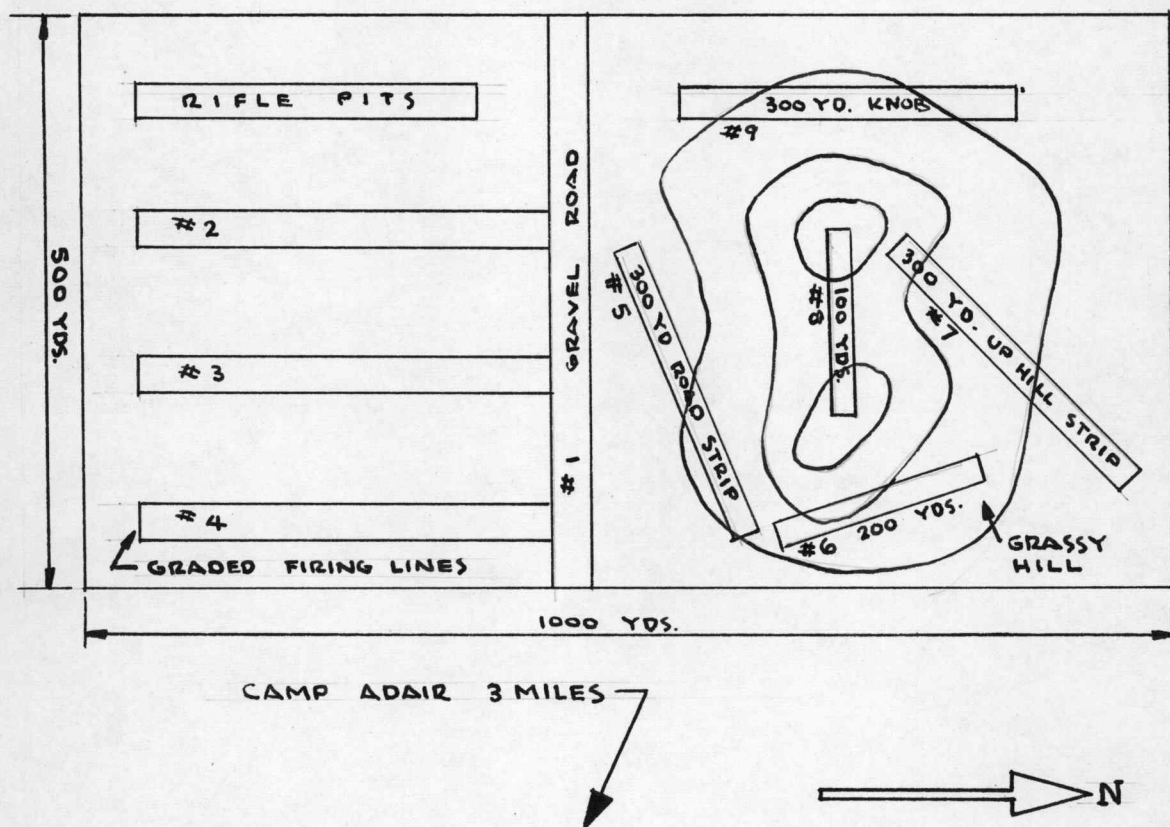 RIFLE PITS
300 YD. KNOB
#9
500 YDS.
#2
GRAVEL ROAD
#1
300 YD ROAD STRIP
#5
100 YDS.
#8
300 YD. UP HILL STRIP
#7
#3
#4
GRADED FIRING LINES
200 YDS.
#6
GRASSY
HILL
1000 YDS.
CAMP ADAIR 3 MILES
N